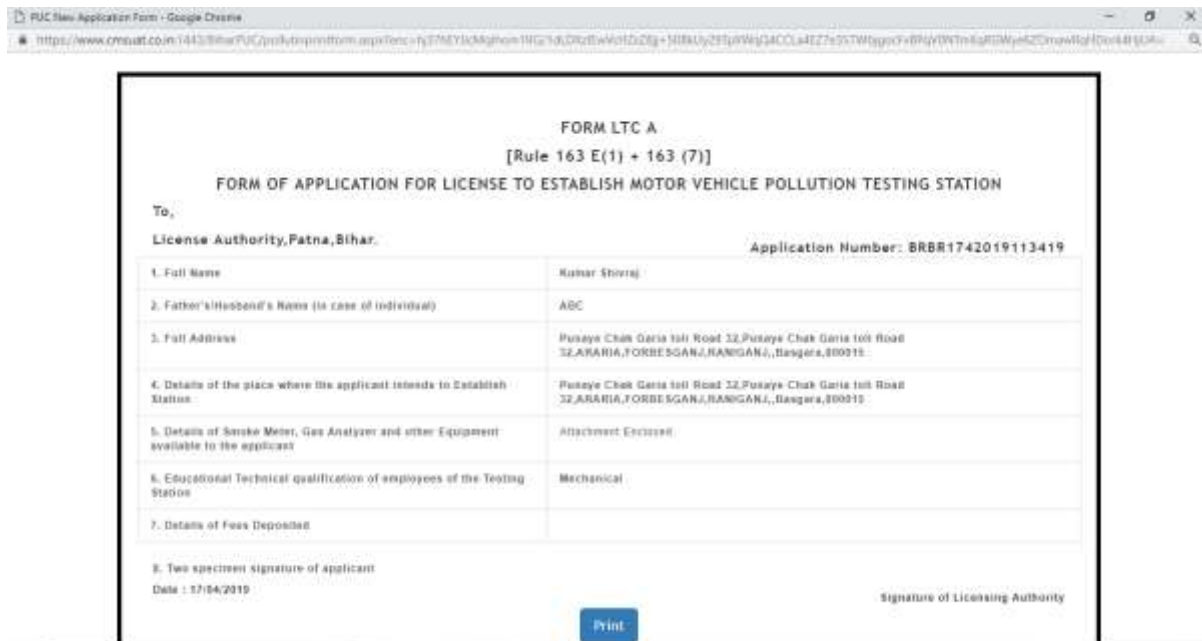 PUC New Application Form - Google Chrome
FORM LTC A
[Rule 163 E(1) + 163 (7)]
FORM OF APPLICATION FOR LICENSE TO ESTABLISH MOTOR VEHICLE POLLUTION TESTING STATION
To,
License Authority,Patna,Bihar.
Application Number: BRBR1742019113419
1. Full Name
Kumar Shivraj
2. Father's/Husband's Name (in case of individual)
ABC
3. Full Address
Punaye Chak Garia toli Road 32,Punaye Chak Garia toli Road
32,ARARIA,FORBESGANJ,RANIGANJ,,Basgara,800015
4. Details of the place where the applicant intends to Establish
Station
Punaye Chak Garia toli Road 32,Punaye Chak Garia toli Road
32,ARARIA,FORBESGANJ,RANIGANJ,,Basgara,800015
5. Details of Smoke Meter, Gas Analyzer and other Equipment
available to the applicant
Attachment Enclosed
6. Educational Technical qualification of employees of the Testing
Station
Mechanical
7. Details of Fees Deposited
8. Two specimen signature of applicant
Date : 17/04/2019
Signature of Licensing Authority
Print